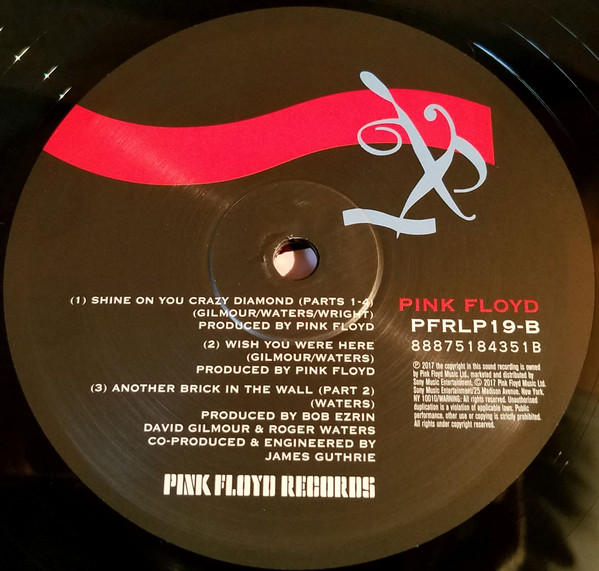 (1) SHINE ON YOU CRAZY DIAMOND (PARTS 1-4)
(GILMOUR/WATERS/WRIGHT)
PRODUCED BY PINK FLOYD
(2) WISH YOU WERE HERE
(GILMOUR/WATERS)
PRODUCED BY PINK FLOYD
(3) ANOTHER BRICK IN THE WALL (PART 2)
(WATERS)
PRODUCED BY BOB EZRIN
DAVID GILMOUR & ROGER WATERS
CO-PRODUCED & ENGINEERED BY
JAMES GUTHRIE
PINK FLOYD RECORDS
PINK FLOYD
PFRLP19-B
88875184351B
℗ 2017 the copyright in this sound recording is owned
by Pink Floyd Music Ltd., marketed and distributed by
Sony Music Entertainment. © 2017 Pink Floyd Music Ltd.
Sony Music Entertainment/25 Madison Avenue, New York,
NY 10010/WARNING: All rights reserved. Unauthorized
duplication is a violation of applicable laws. Public
performance, other use or copying is strictly prohibited.
All rights under copyright reserved.